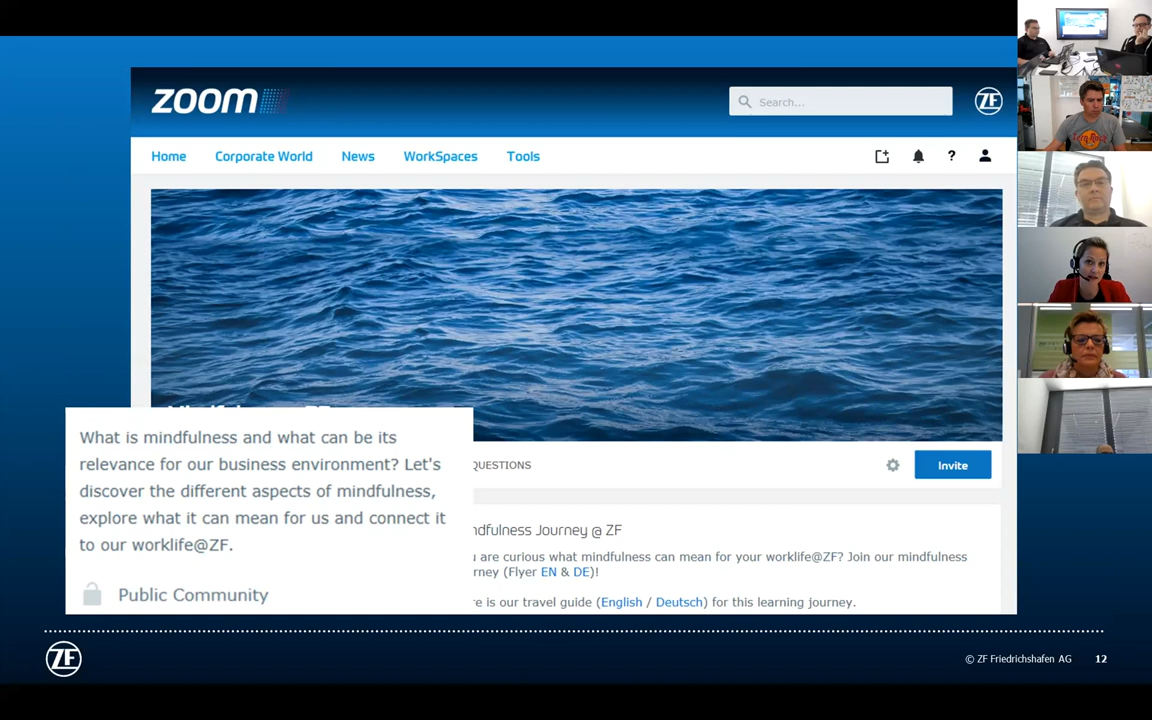 ZOOM
Search...
ZF
Home Corporate World News WorkSpaces Tools
?
What is mindfulness and what can be its
relevance for our business environment? Let's
discover the different aspects of mindfulness,
explore what it can mean for us and connect it
to our worklife@ZF.
Public Community
QUESTIONS
Invite
ndfulness Journey @ ZF
u are curious what mindfulness can mean for your worklife@ZF? Join our mindfulness
rney (Flyer EN & DE)!
re is our travel guide (English / Deutsch) for this learning journey.
ZF
© ZF Friedrichshafen AG 12